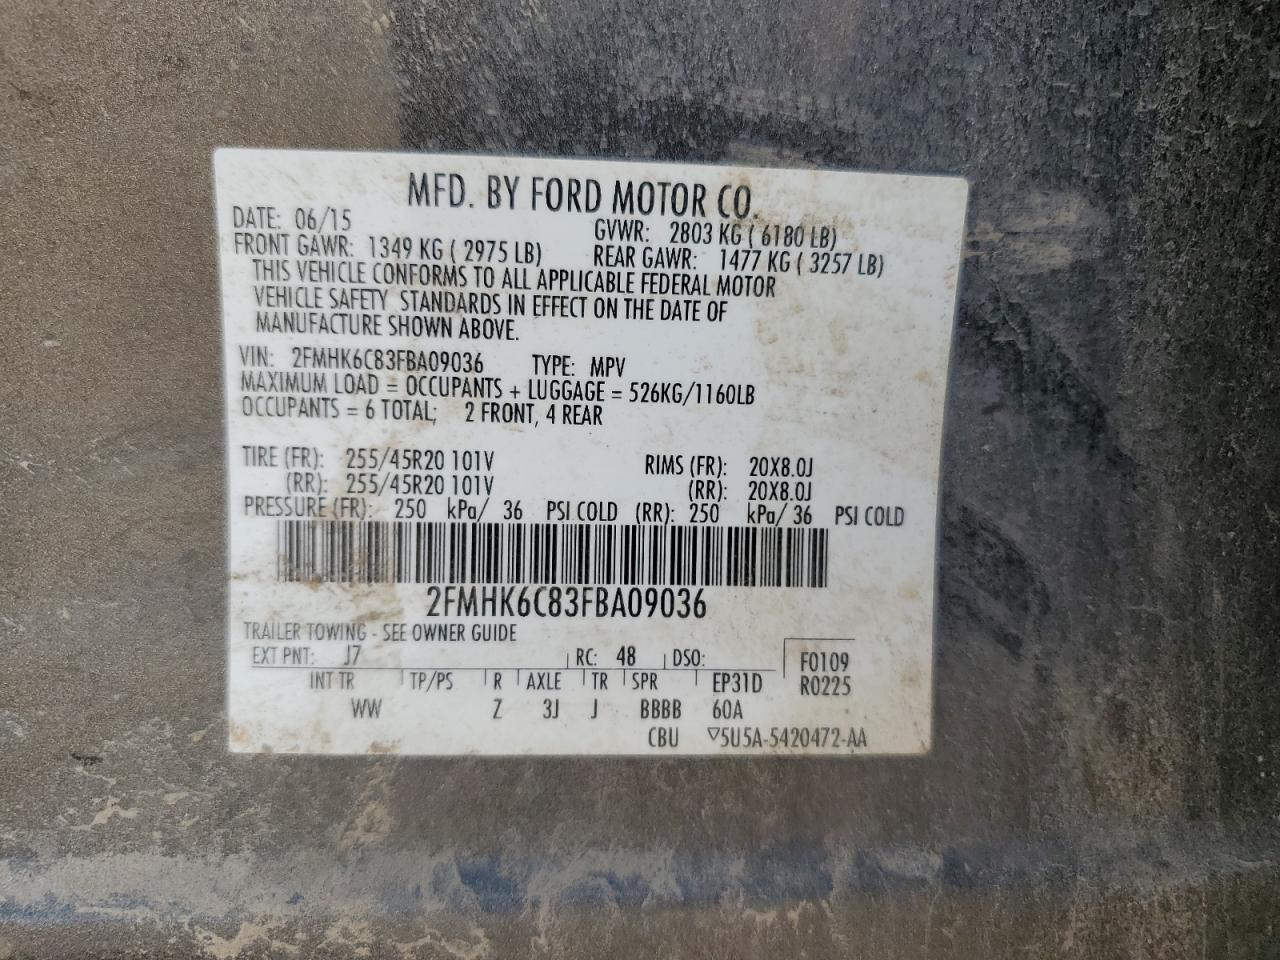 MFD. BY FORD MOTOR CO.
DATE: 06/15 GVWR: 2803 KG ( 6180 LB)
FRONT GAWR: 1349 KG ( 2975 LB) REAR GAWR: 1477 KG ( 3257 LB)
THIS VEHICLE CONFORMS TO ALL APPLICABLE FEDERAL MOTOR
VEHICLE SAFETY STANDARDS IN EFFECT ON THE DATE OF
MANUFACTURE SHOWN ABOVE.
VIN: 2FMHK6C83FBA09036 TYPE: MPV
MAXIMUM LOAD = OCCUPANTS + LUGGAGE = 526KG/1160LB
OCCUPANTS = 6 TOTAL; 2 FRONT, 4 REAR
TIRE (FR): 255/45R20 101V RIMS (FR): 20X8.0J
(RR): 255/45R20 101V (RR): 20X8.0J
PRESSURE (FR): 250 kPa/ 36 PSI COLD (RR): 250 kPa/ 36 PSI COLD
2FMHK6C83FBA09036
TRAILER TOWING - SEE OWNER GUIDE
EXT PNT: J7 RC: 48 DSO: F0109
INT TR TP/PS R AXLE TR SPR EP31D R0225
WW Z 3J J BBBB 60A
CBU ▽5U5A-5420472-AA